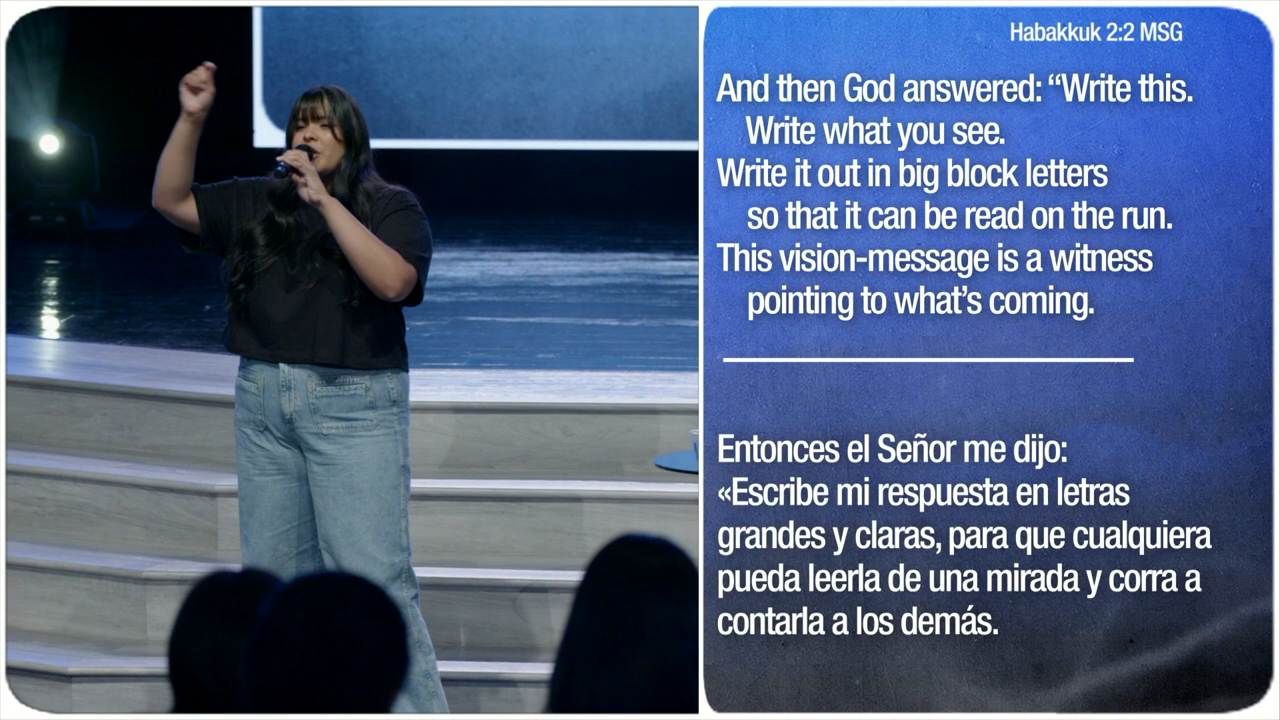 Habakkuk 2:2 MSG
And then God answered: “Write this.
Write what you see.
Write it out in big block letters
so that it can be read on the run.
This vision-message is a witness
pointing to what’s coming.
Entonces el Señor me dijo:
«Escribe mi respuesta en letras
grandes y claras, para que cualquiera
pueda leerla de una mirada y corra a
contarla a los demás.